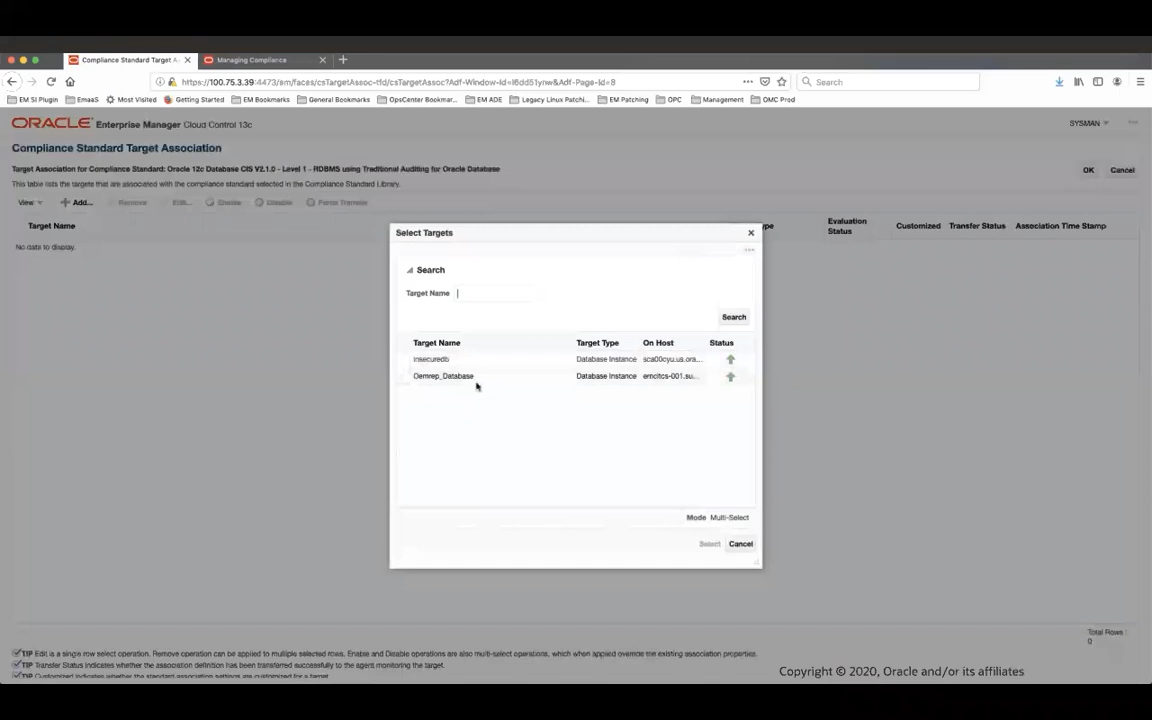 Compliance Standard Target A
Managing Compliance
https://100.75.3.39:4473/em/faces/csTargetAssoc-tfd/csTargetAssoc?Adf-Window-Id=l6dd51ynw&Adf-Page-Id=8
Search
EM SI Plugin EmaaS Most Visited Getting Started EM Bookmarks General Bookmarks OpsCenter Bookmar... EM ADE Legacy Linux Patchi... EM Patching OPC Management OMC Prod
ORACLE Enterprise Manager Cloud Control 13c
SYSMAN
Compliance Standard Target Association
Target Association for Compliance Standard: Oracle 12c Database CIS V2.1.0 - Level 1 - RDBMS using Traditional Auditing for Oracle Database
OK Cancel
This table lists the targets that are associated with the compliance standard selected in the Compliance Standard Library.
View Add... Remove Edit... Enable Disable Force Transfer
Target Name
ype
Evaluation Status
Customized
Transfer Status
Association Time Stamp
No data to display.
Select Targets
Search
Target Name
Search
Target Name Target Type On Host Status
insecuredb Database Instance sca00cyu.us.ora...
Oemrep_Database Database Instance emcitcs-001.su...
Mode Multi-Select
Select Cancel
Total Rows :
0
TIP Edit is a single row select operation. Remove operation can be applied to multiple selected rows. Enable and Disable operations are also multi-select operations, which when applied override the existing association properties.
TIP Transfer Status indicates whether the association definition has been transferred successfully to the agent monitoring the target.
TIP Customized indicates whether the standard association settings are customized for a target.
Copyright © 2020, Oracle and/or its affiliates